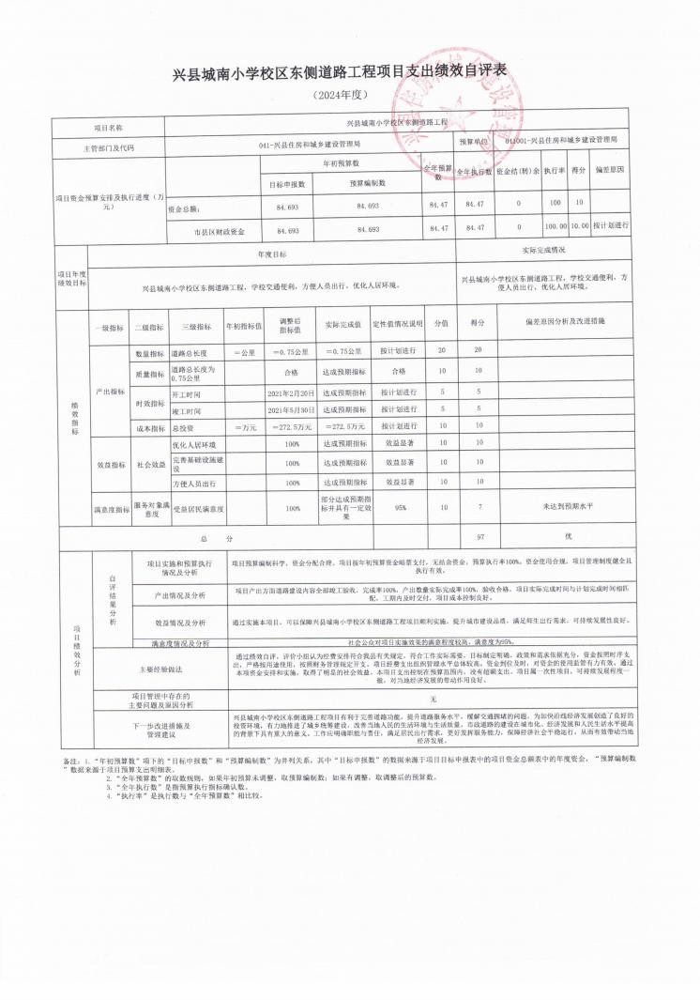 兴县城南小学校区东侧道路工程项目支出绩效自评表
（2024年度）
项目名称 兴县城南小学校区东侧道路工程
主管部门及代码 041-兴县住房和城乡建设管理局 预算单位 041001-兴县住房和城乡建设管理局
项目资金预算安排及执行进度（万元） 年初预算数 全年预算数 全年执行数 资金结(转)余 执行率 得分 偏差原因
目标申报数 预算编制数
资金总额： 84.693 84.693 84.47 84.47 0 100 10
市县区财政资金 84.693 84.693 84.47 84.47 0 100.00 10.00 按计划进行
项目年度绩效目标 年度目标 实际完成情况
兴县城南小学校区东侧道路工程，学校交通便利，方便人员出行，优化人居环境。 兴县城南小学校区东侧道路工程，学校交通便利，方便人员出行，优化人居环境。
绩效指标 一级指标 二级指标 三级指标 年初指标值 调整后指标值 实际完成值 定性值情况说明 分值 得分 偏差原因分析及改进措施
产出指标 数量指标 道路总长度 ＝公里 ＝0.75公里 ＝0.75公里 按计划进行 20 20
质量指标 道路总长度为0.75公里 合格 达成预期指标 合格 10 10
时效指标 开工时间 2021年2月20日 达成预期指标 按计划进行 5 5
竣工时间 2021年5月30日 达成预期指标 按计划进行 5 5
成本指标 总投资 ＝万元 ＝272.5万元 ＝272.5万元 按计划进行 10 10
效益指标 社会效益 优化人居环境 100% 达成预期指标 效益显著 10 10
完善基础设施建设 100% 达成预期指标 效益显著 10 10
方便人员出行 100% 达成预期指标 效益显著 10 10
满意度指标 服务对象满意度 受益居民满意度 100% 部分达成预期指标并具有一定效果 95% 10 7 未达到预期水平
总 分 97 优
项目绩效分析 自评结果分析 项目实施和预算执行情况及分析 项目预算编制科学，资金分配合理。项目按年初预算资金唔票支付，无结余资金，预算执行率100%。资金使用合规，项目管理制度健全且执行有效。
产出情况及分析 项目产出方面道路建设内容全部竣工验收，完成率100%，产出数量实际完成率100%，验收合格。项目实际完成时间与计划完成时间相匹配，工期内及时交付，项目成本控制良好。
效益情况及分析 通过实施本项目，可以保障兴县城南小学校区东侧道路工程项目顺利实施。提升城市建设品质，满足师生出行需求，可持续发展性良好。
满意度情况及分析 社会公众对项目实施效果的满意程度较高，满意度为95%。
主要经验做法 通过绩效自评，评价小组认为经费安排符合我县有关规定，符合工作实际需要，目标制定明确，政策和需求依据充分，资金按照时序支出，严格按用途使用，按照财务管理规定开支。项目经费支出组织管理水平总体较高，资金到位及时，对资金的使用监管有力有效。通过本项资金安排和实施，取得了明显的社会效益。本项目支出控制在预算范围内，没有超额支出。项目属一次性项目，可持续发展程度一般，对当地经济发展的带动作用良好。
项目管理中存在的主要问题及原因分析 无
下一步改进措施及管理建议 兴县城南小学校区东侧道路工程项目有利于完善道路功能，提升道路服务水平，缓解交通拥堵的问题，为加快沿线经济发展创造了良好的投资环境，有力地推进了城乡统筹建设，改善当地人民的生活环境与生活质量。市政道路的建设在城市化、经济发展和人民生活水平提高的背景下具有重大的意义。工作应明确职能与责任，满足居民出行需求，更好发挥服务能力，保障经济社会平稳运行，从而有效带动当地经济发展。
备注：1.“年初预算数”项下的“目标申报数”和“预算编制数”为并列关系，其中“目标申报数”的数据来源于项目目标申报表中的项目资金总额表中的年度资金，“预算编制数”数据来源于项目预算支出明细表。
2.“全年预算数”的取数规则，如果年初预算未调整，取预算编制数；如果有调整，取调整后的预算数。
3.“全年执行数”是指预算执行指标确认数。
4.“执行率”是执行数与“全年预算数”相比较。